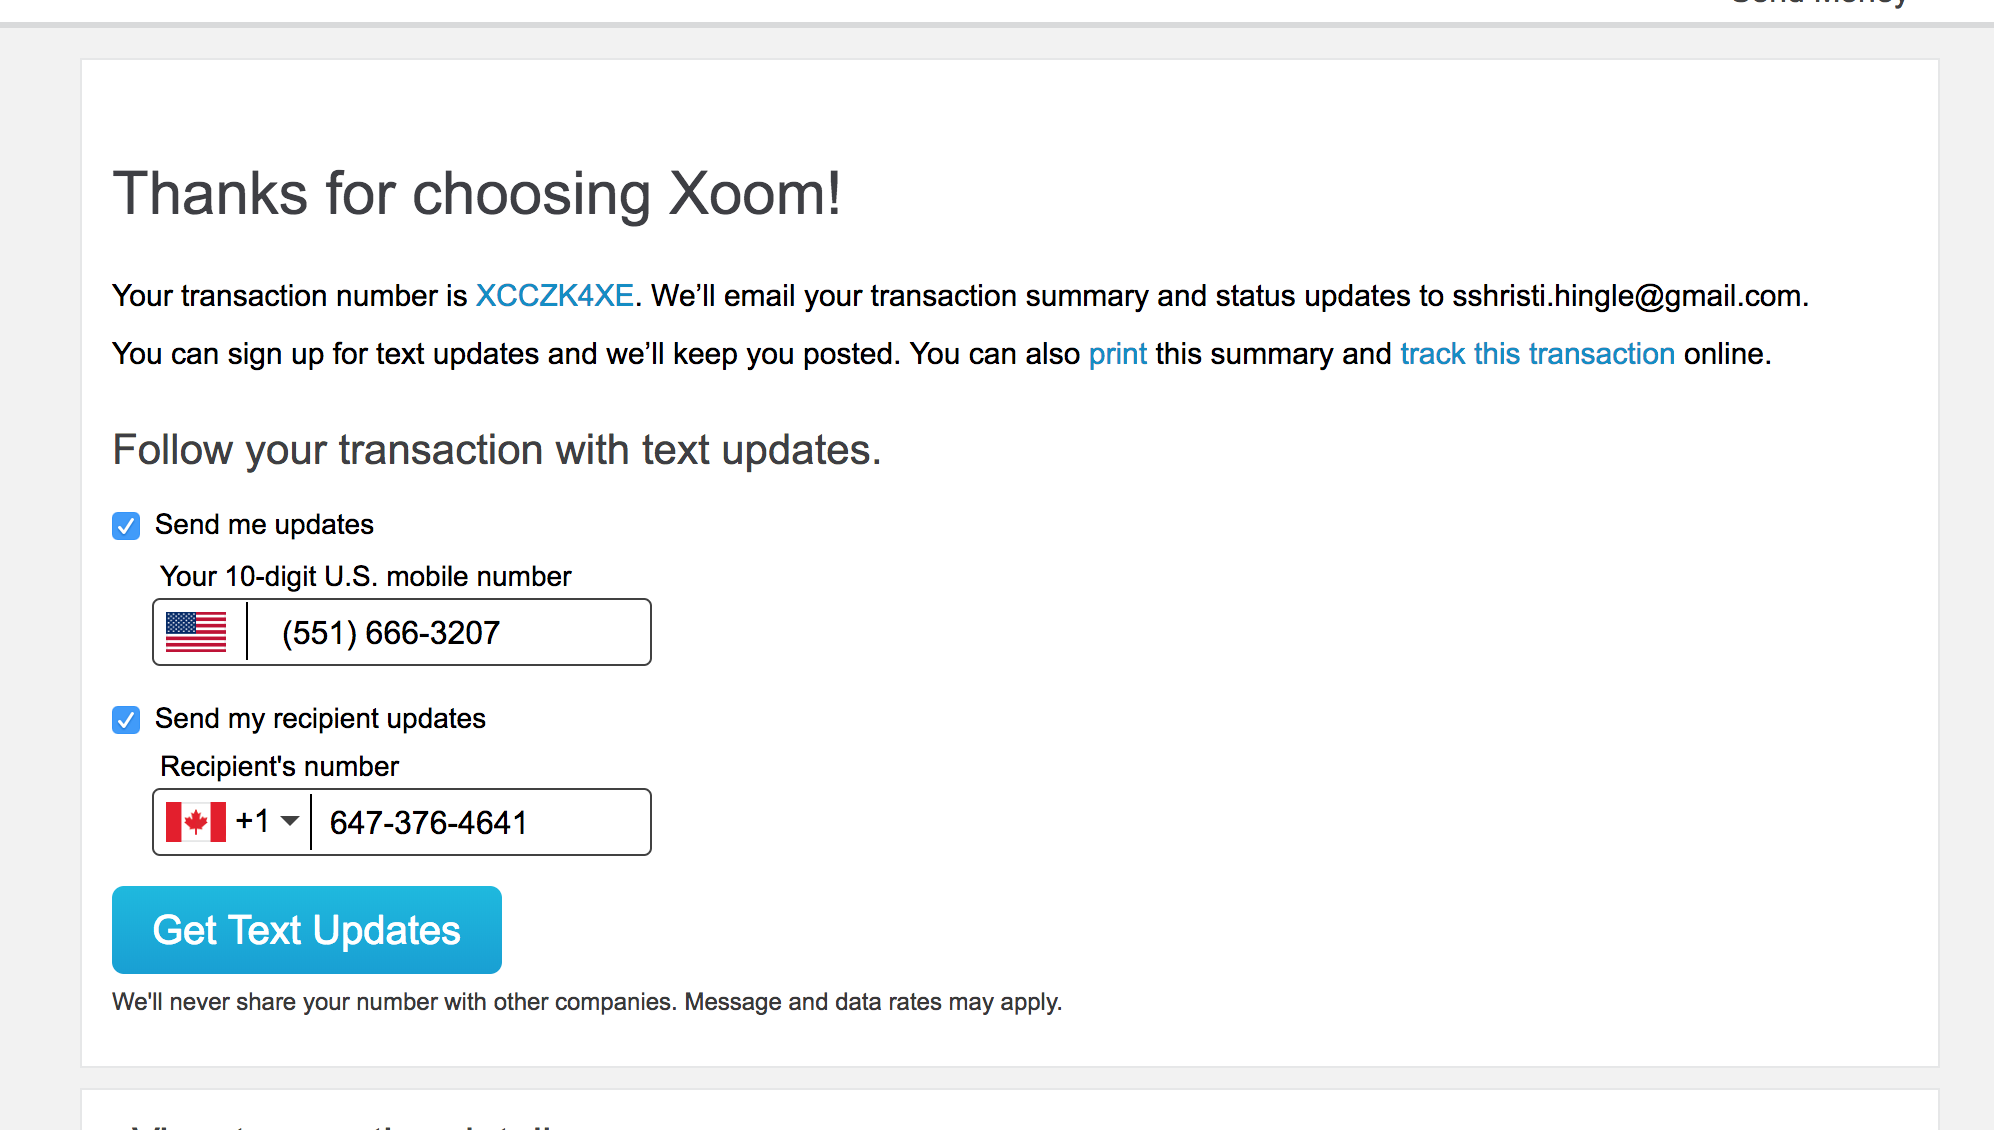 Send Money
Thanks for choosing Xoom!
Your transaction number is XCCZK4XE. We’ll email your transaction summary and status updates to sshristi.hingle@gmail.com.
You can sign up for text updates and we’ll keep you posted. You can also print this summary and track this transaction online.
Follow your transaction with text updates.
Send me updates
Your 10-digit U.S. mobile number
(551) 666-3207
Send my recipient updates
Recipient's number
+1 647-376-4641
Get Text Updates
We'll never share your number with other companies. Message and data rates may apply.